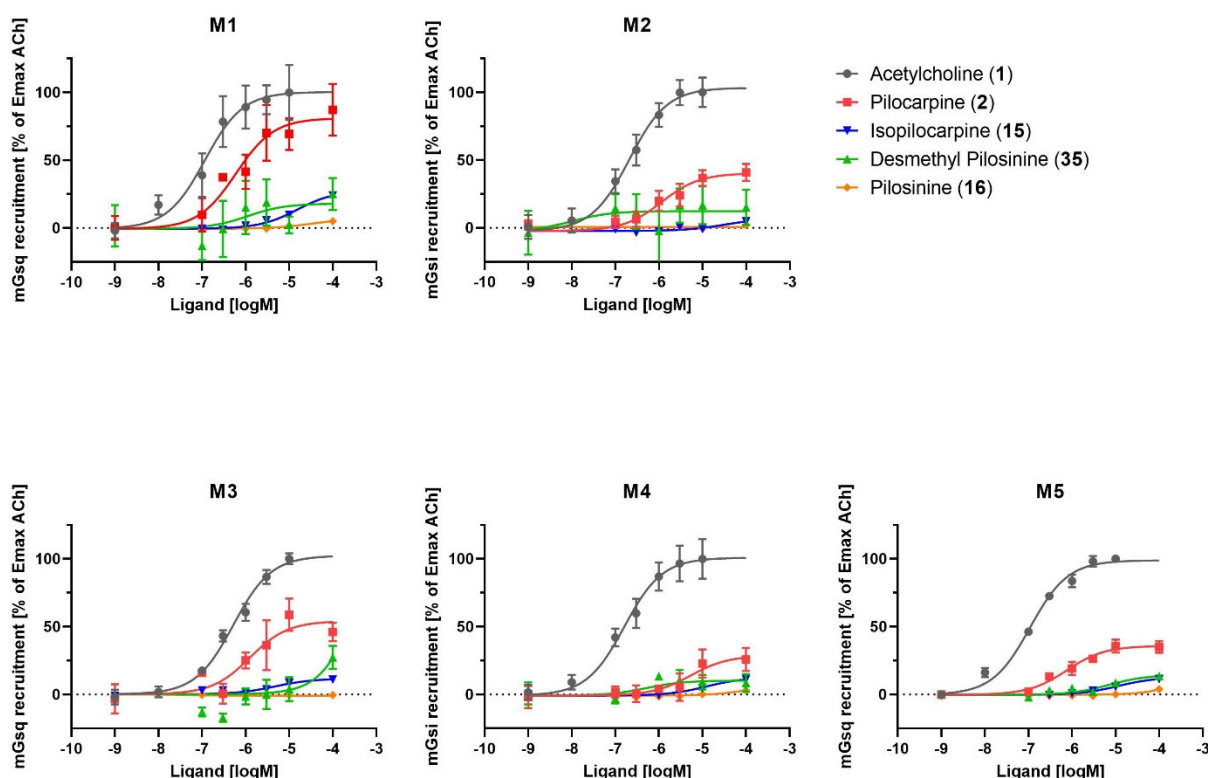 M1
mGsq recruitment [% of Emax ACh]
100
50
0
-10 -9 -8 -7 -6 -5 -4 -3
Ligand [logM]
M2
mGsi recruitment [% of Emax ACh]
100
50
0
-10 -9 -8 -7 -6 -5 -4 -3
Ligand [logM]
Acetylcholine (1)
Pilocarpine (2)
Isopilocarpine (15)
Desmethyl Pilosinine (35)
Pilosinine (16)
M3
mGsq recruitment [% of Emax ACh]
100
50
0
-10 -9 -8 -7 -6 -5 -4 -3
Ligand [logM]
M4
mGsi recruitment [% of Emax ACh]
100
50
0
-10 -9 -8 -7 -6 -5 -4 -3
Ligand [logM]
M5
mGsq recruitment [% of Emax ACh]
100
50
0
-10 -9 -8 -7 -6 -5 -4 -3
Ligand [logM]